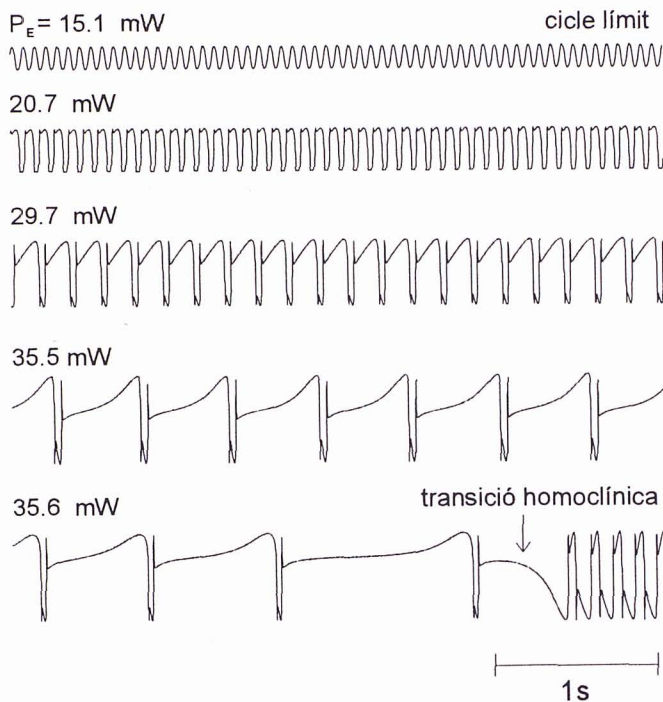 P_E = 15.1 mW cicle límit
20.7 mW
29.7 mW
35.5 mW
35.6 mW
transició homoclínica
1s